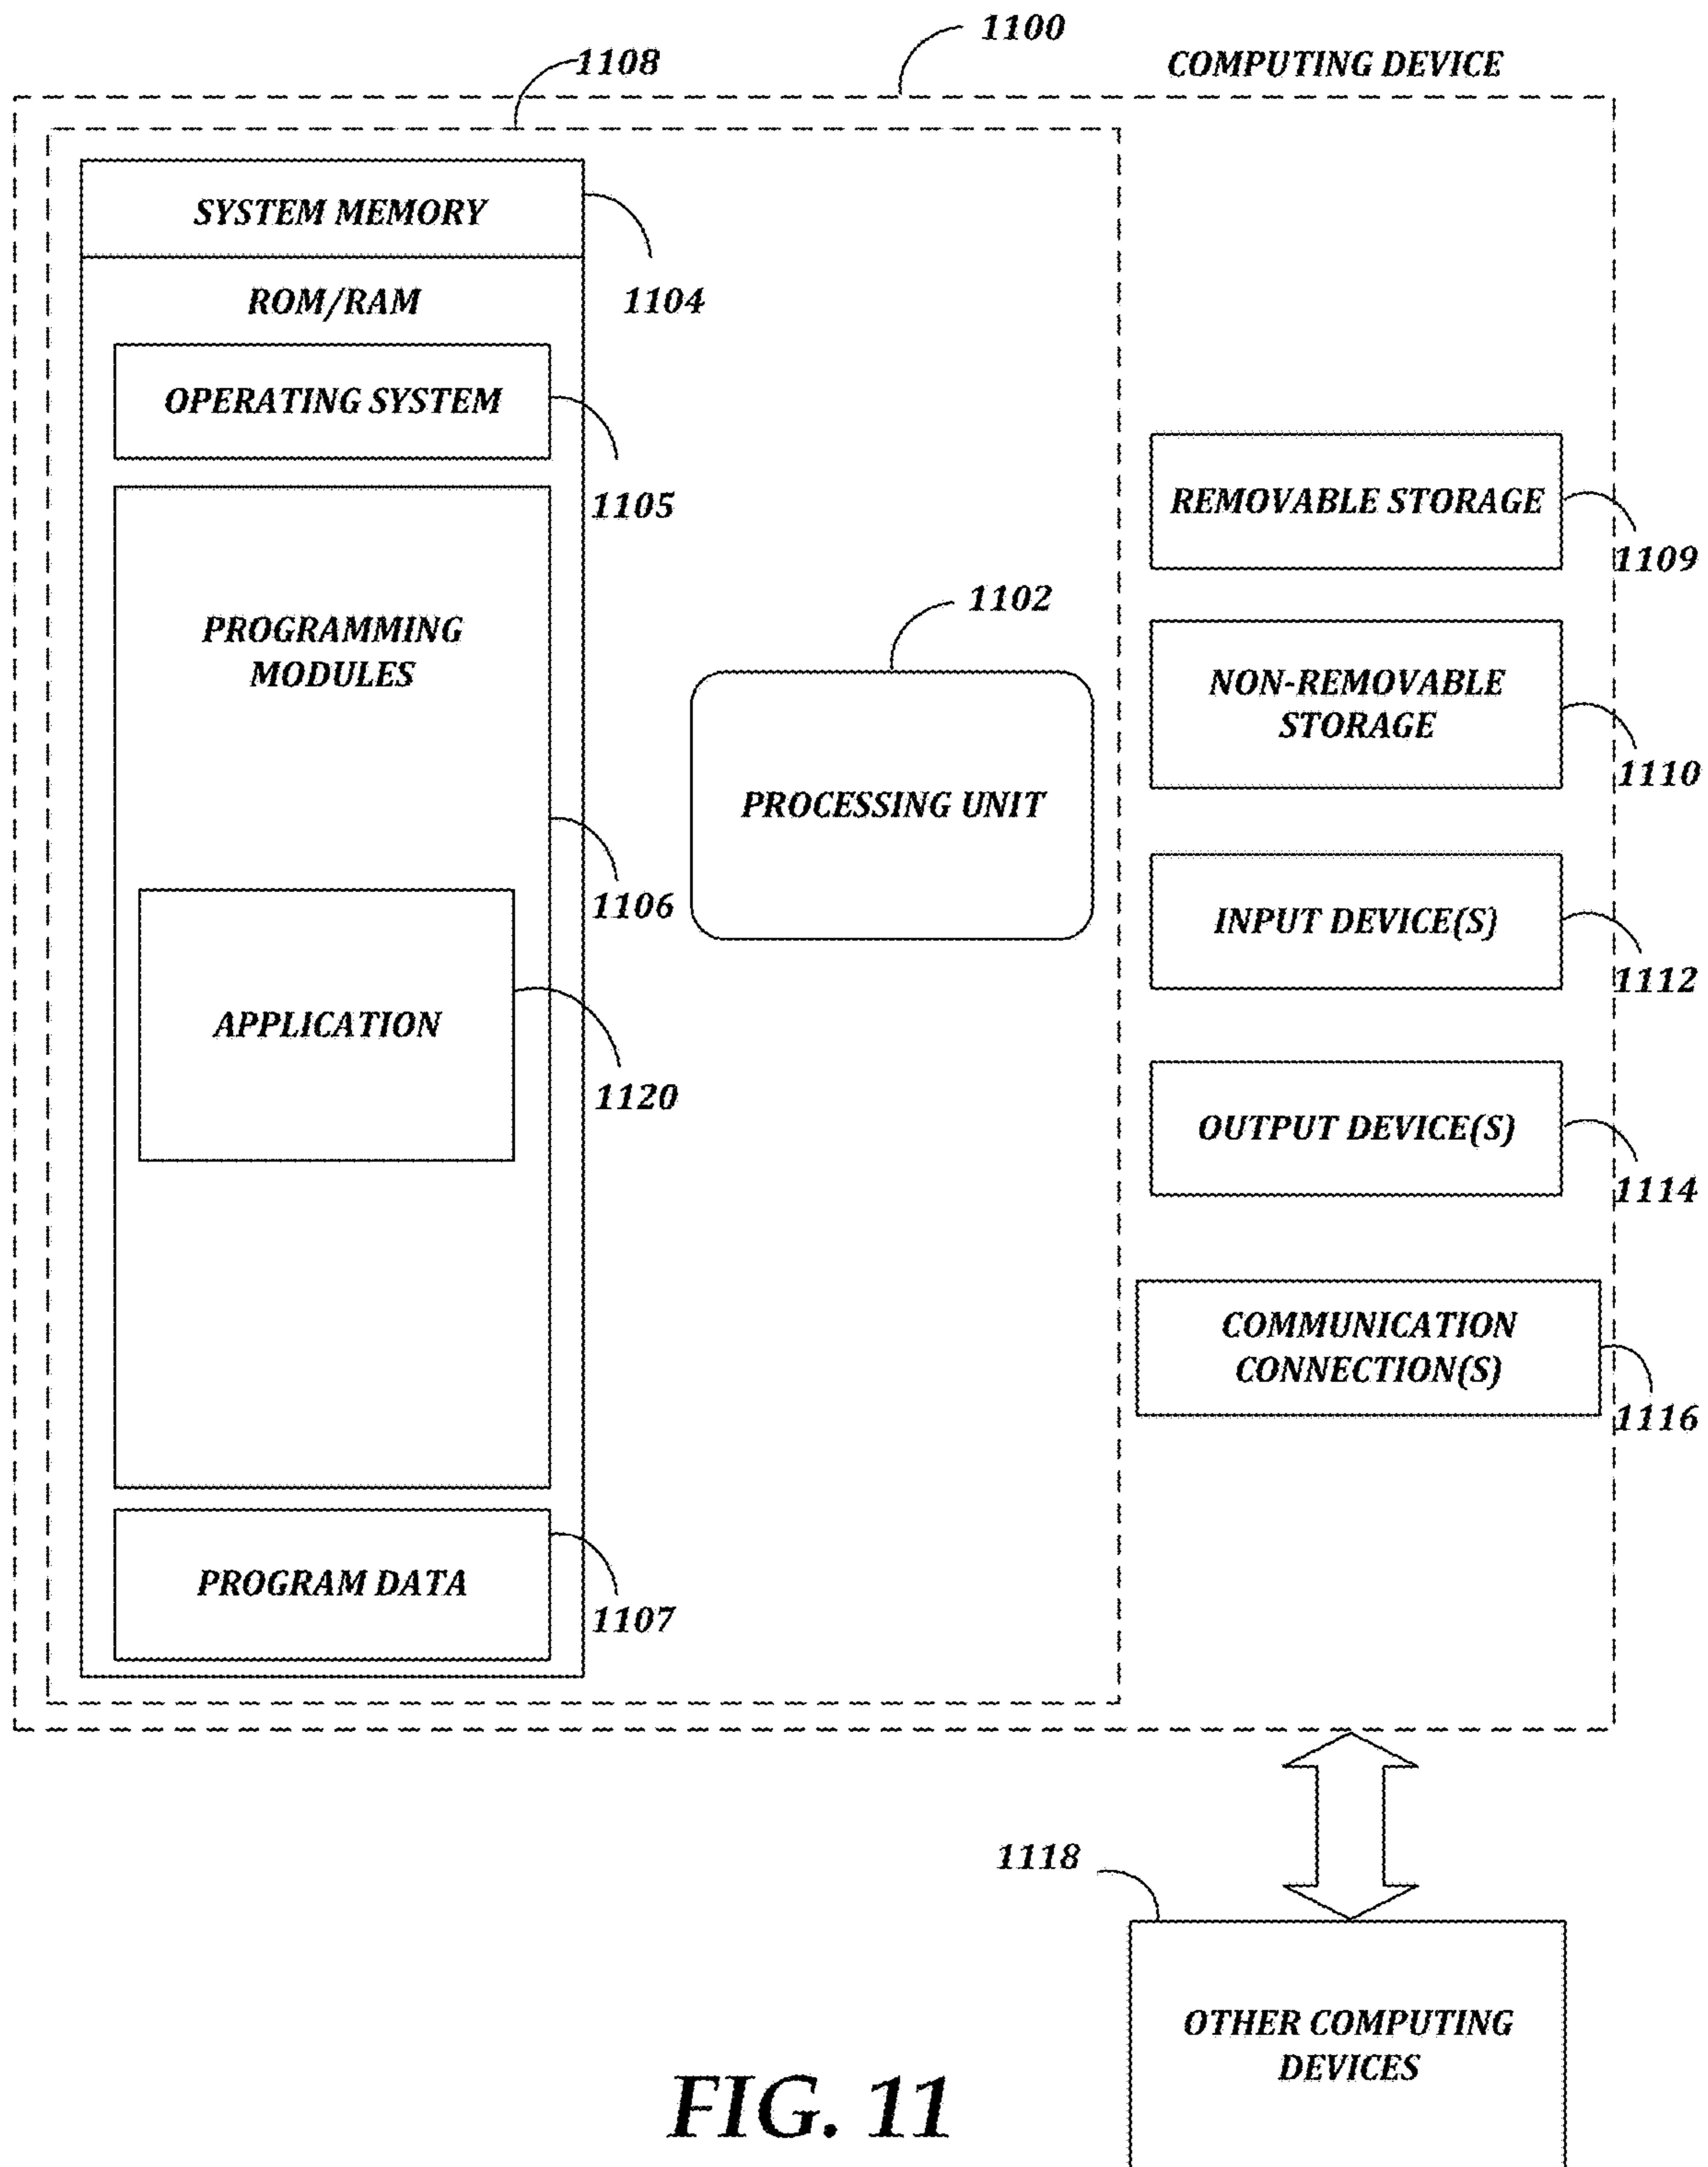 1100
1108
COMPUTING DEVICE
SYSTEM MEMORY
1104
ROM/RAM
OPERATING SYSTEM
1105
REMOVABLE STORAGE
1109
PROGRAMMING
MODULES
1106
1102
PROCESSING UNIT
NON-REMOVABLE
STORAGE
1110
INPUT DEVICE(S)
1112
APPLICATION
1120
OUTPUT DEVICE(S)
1114
COMMUNICATION
CONNECTION(S)
1116
PROGRAM DATA
1107
1118
OTHER COMPUTING
DEVICES
FIG. 11